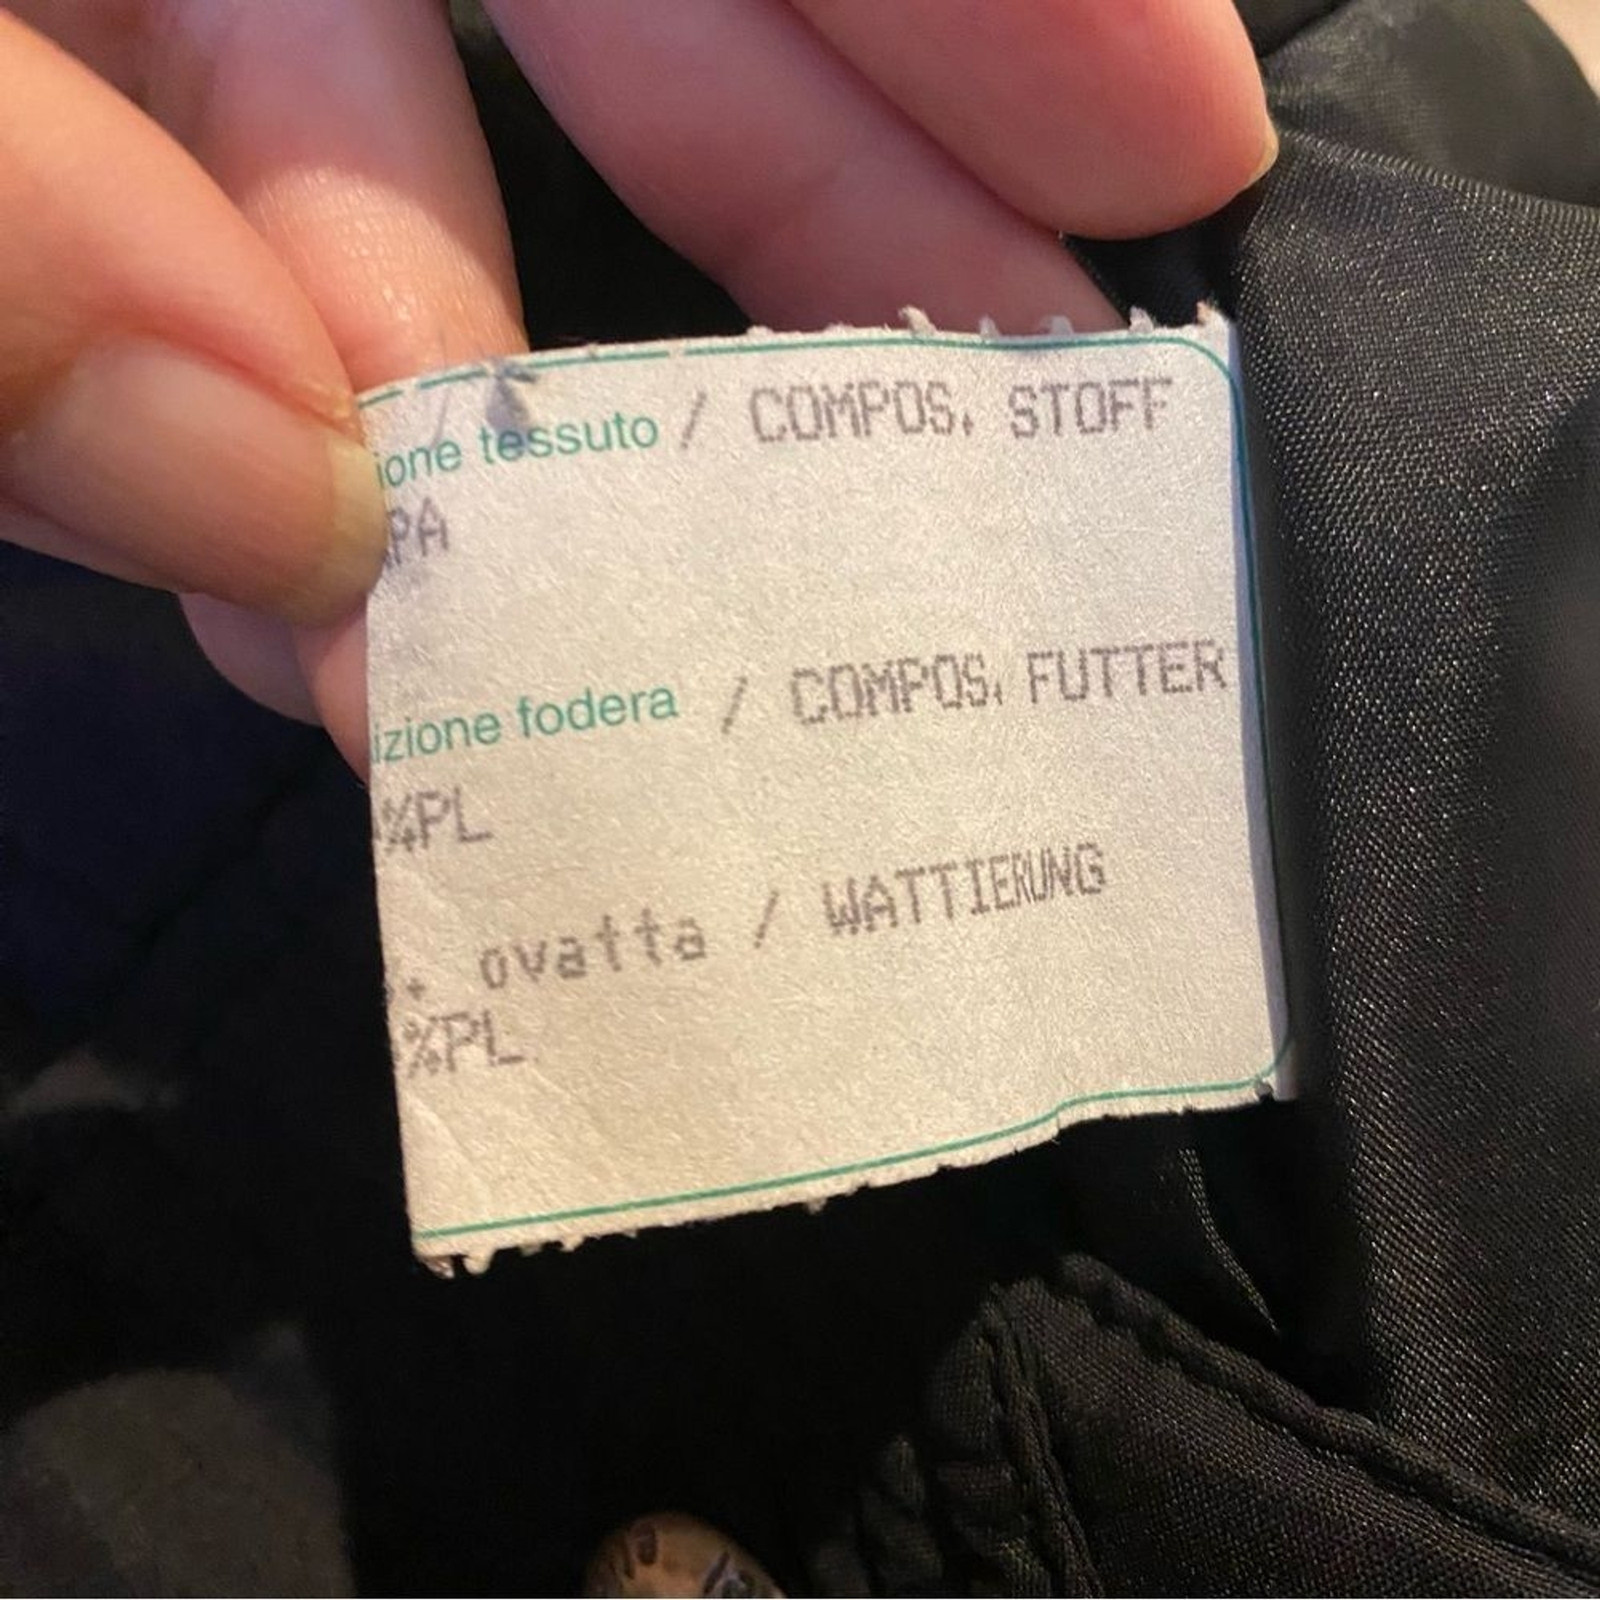 ione tessuto / COMPOS. STOFF
PA
izione fodera / COMPOS. FUTTER
%PL
. ovatta / WATTIERUNG
%PL